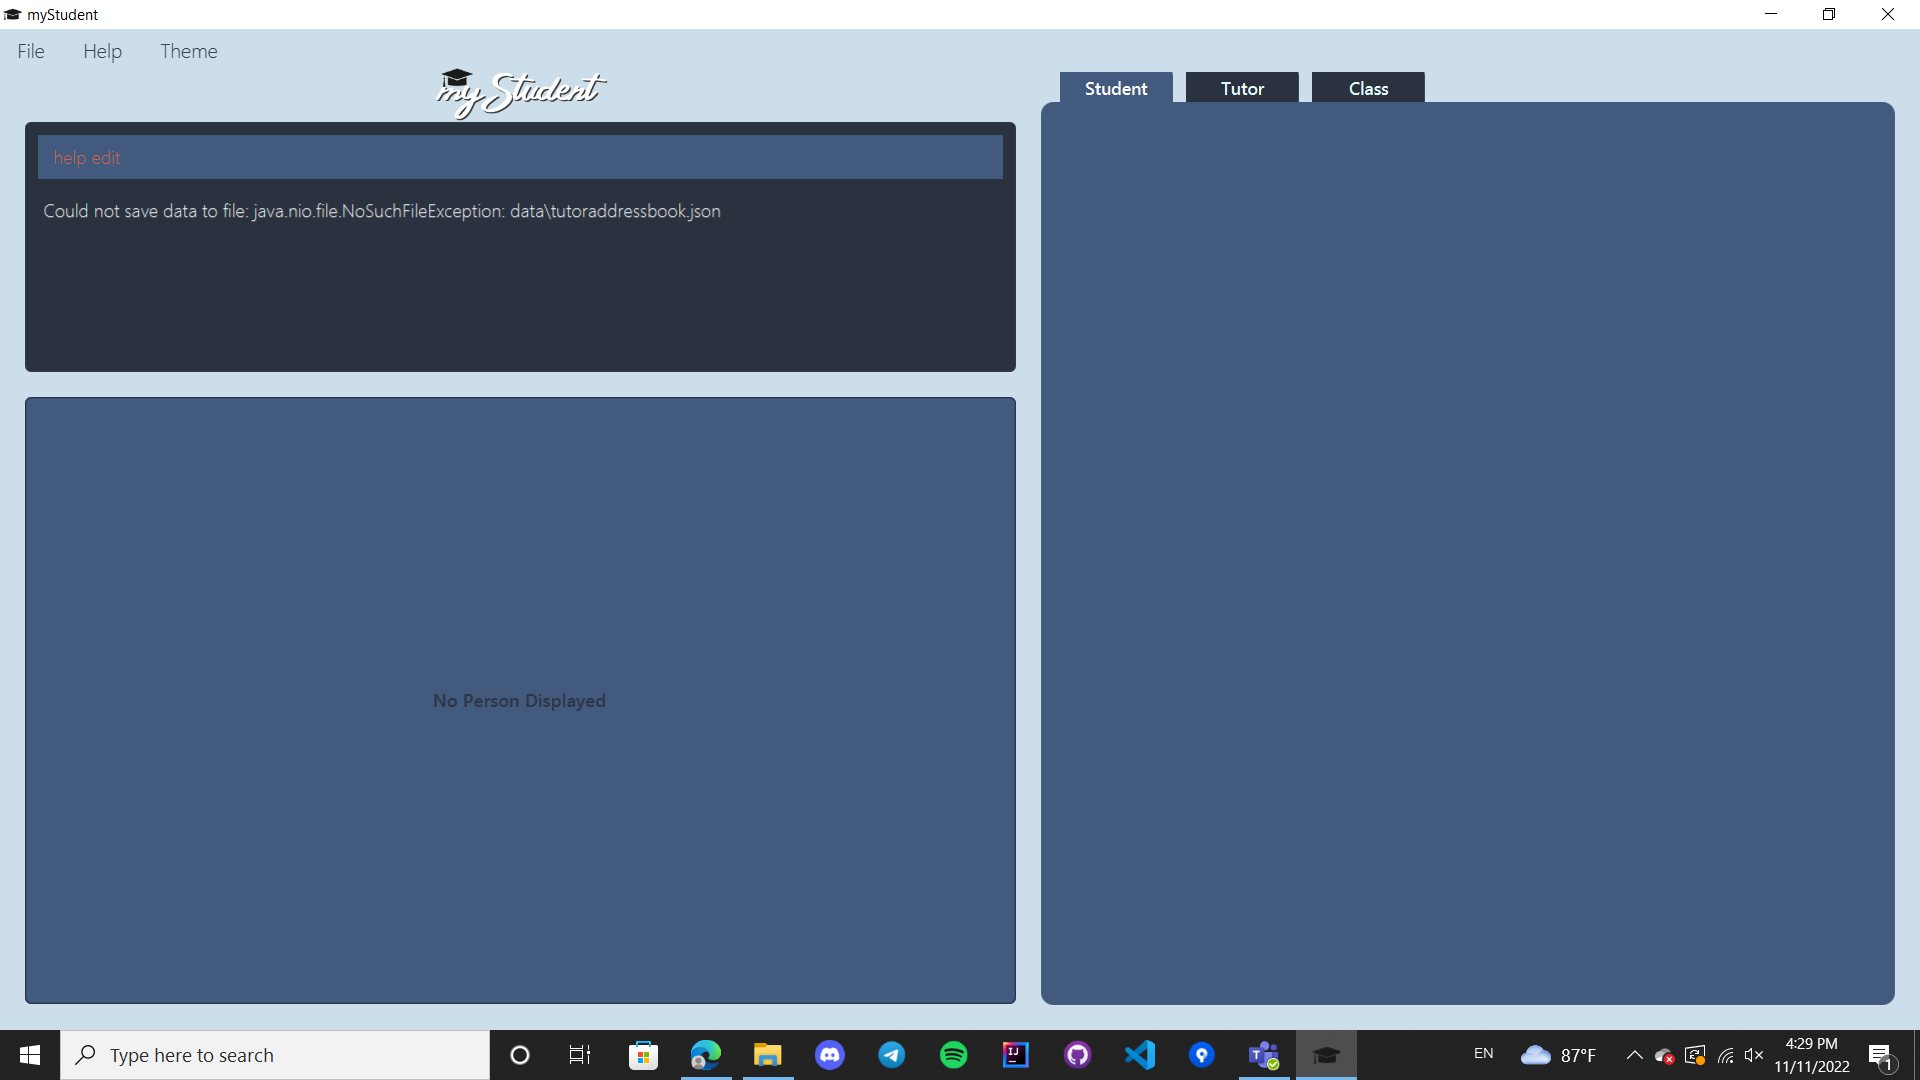 myStudent
File Help Theme
myStudent
Student Tutor Class
help edit
Could not save data to file: java.nio.file.NoSuchFileException: data\tutoraddressbook.json
No Person Displayed
Type here to search
EN
87°F
4:29 PM
11/11/2022
1